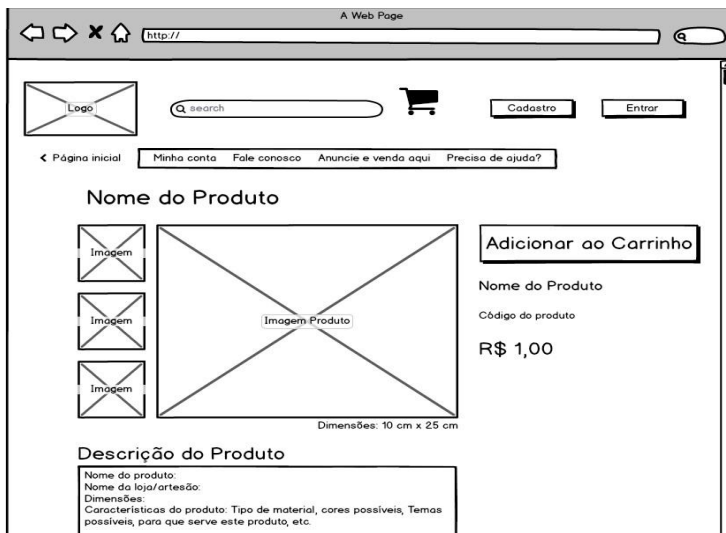 A Web Page
http://
Logo
search
Cadastro
Entrar
Página inicial
Minha conta Fale conosco Anuncie e venda aqui Precisa de ajuda?
Nome do Produto
Imagem
Imagem
Imagem
Imagem Produto
Dimensões: 10 cm x 25 cm
Adicionar ao Carrinho
Nome do Produto
Código do produto
R$ 1,00
Descrição do Produto
Nome do produto:
Nome da loja/artesão:
Dimensões:
Características do produto: Tipo de material, cores possíveis, Temas
possíveis, para que serve este produto, etc.